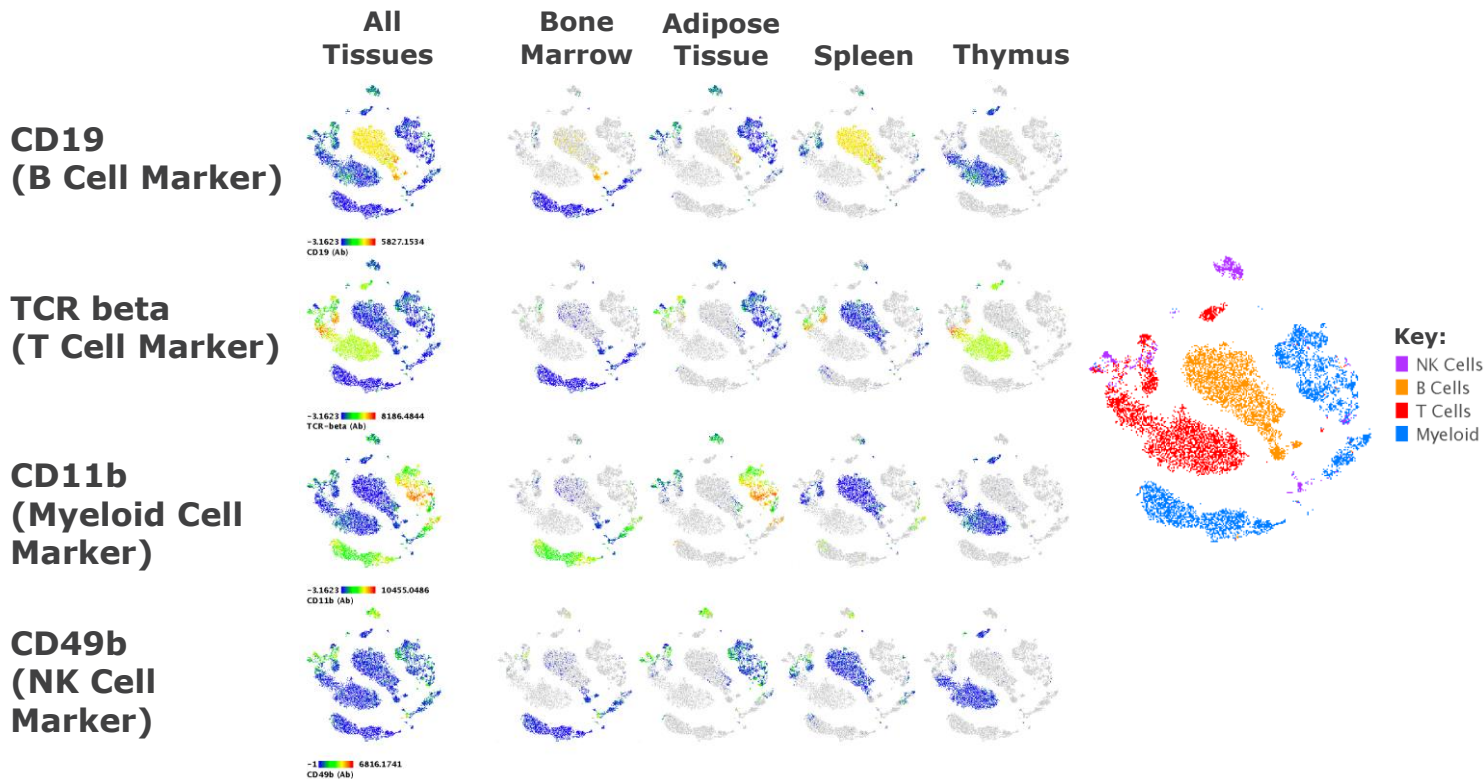 All
Tissues
Bone
Marrow
Adipose
Tissue
Spleen
Thymus
CD19
(B Cell Marker)
-3.1623 5827.1534
CD19 (Ab)
TCR beta
(T Cell Marker)
-3.1623 8186.4844
TCR-beta (Ab)
CD11b
(Myeloid Cell
Marker)
-3.1623 10455.0486
CD11b (Ab)
CD49b
(NK Cell
Marker)
-1 6816.1741
CD49b (Ab)
Key:
NK Cells
B Cells
T Cells
Myeloid